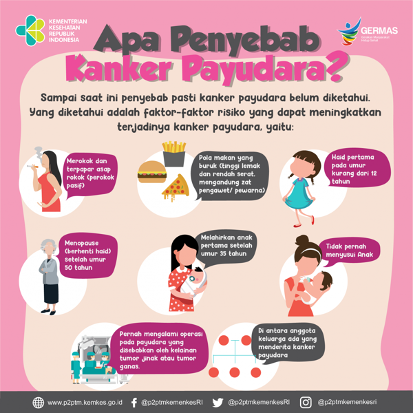 KEMENTERIAN
KESEHATAN
REPUBLIK
INDONESIA
GERMAS
Apa Penyebab
Kanker Payudara?
Sampai saat ini penyebab pasti kanker payudara belum diketahui.
Yang diketahui adalah faktor-faktor risiko yang dapat meningkatkan
terjadinya kanker payudara, yaitu:
Merokok dan
terpapar asap
rokok (perokok
pasif)
Pola makan yang
buruk (tinggi lemak
dan rendah serat,
mengandung zat
pengawet/ pewarna)
Haid pertama
pada umur
kurang dari 12
tahun
Menopause
(berhenti haid)
setelah umur
50 tahun
Melahirkan anak
pertama setelah
umur 35 tahun
Tidak pernah
menyusui Anak
Pernah mengalami operasi
pada payudara yang
disebabkan oleh kelainan
tumor jinak atau tumor
ganas.
Di antara anggota
keluarga ada yang
menderita kanker
payudara
www.p2ptm.kemkes.go.id
@p2ptmkemenkesRI
@p2ptmkemenkesRI
@p2ptmkemenkesRI